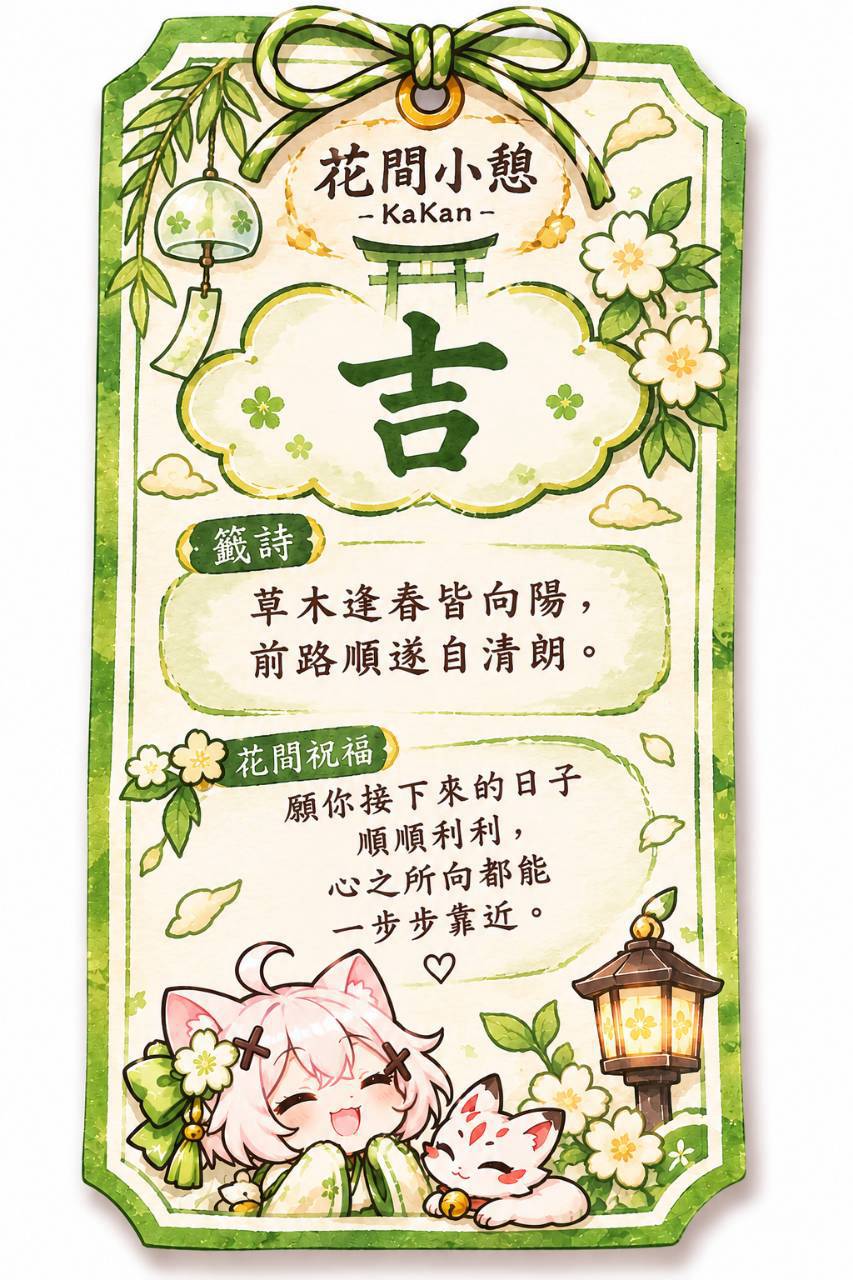 花間小憩
- KaKan -
吉
籤詩
草木逢春皆向陽，
前路順遂自清朗。
花間祝福
願你接下來的日子
順順利利，
心之所向都能
一步步靠近。